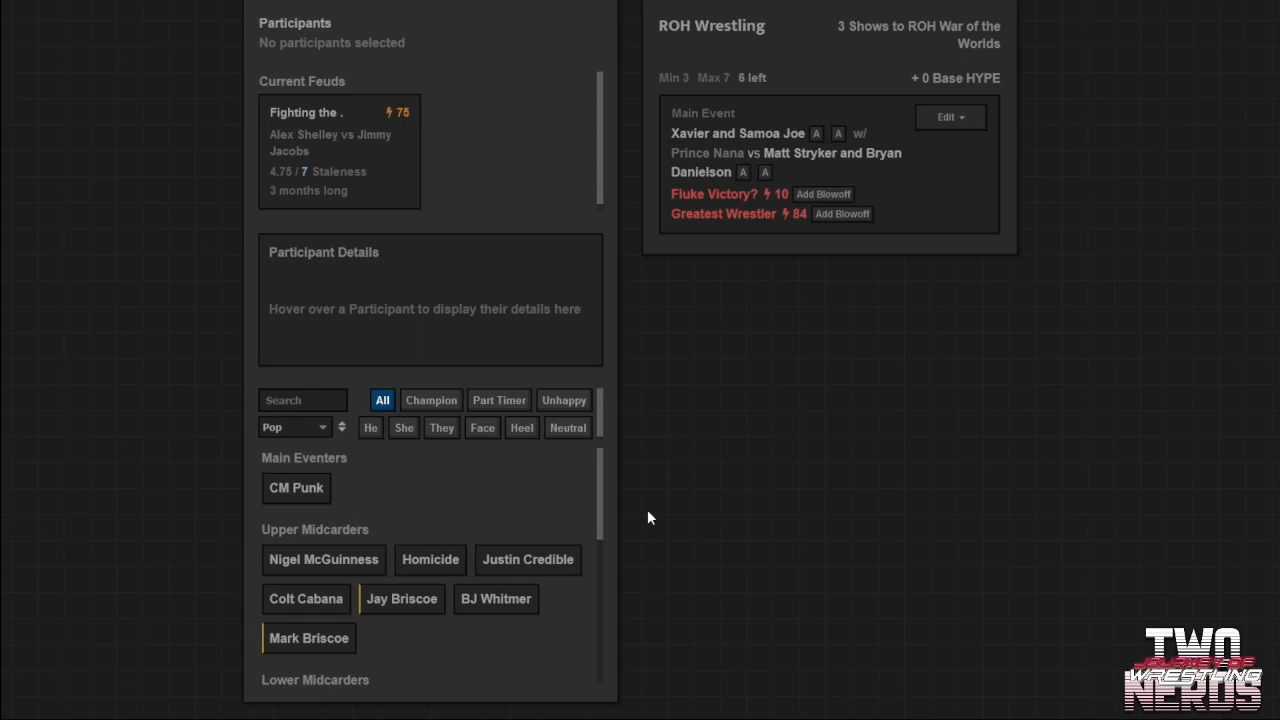 Participants
No participants selected
Current Feuds
Fighting the .
75
Alex Shelley vs Jimmy
Jacobs
4.75 / 7 Staleness
3 months long
Participant Details
Hover over a Participant to display their details here
Search
All
Champion
Part Timer
Unhappy
Pop
He
She
They
Face
Heel
Neutral
Main Eventers
CM Punk
Upper Midcarders
Nigel McGuinness
Homicide
Justin Credible
Colt Cabana
Jay Briscoe
BJ Whitmer
Mark Briscoe
Lower Midcarders
ROH Wrestling
3 Shows to ROH War of the
Worlds
Min 3 Max 7 6 left
+ 0 Base HYPE
Main Event
Edit
Xavier and Samoa Joe A A w/
Prince Nana vs Matt Stryker and Bryan
Danielson A A
Fluke Victory? 10 Add Blowoff
Greatest Wrestler 84 Add Blowoff
TWO
JOURNEY OF
WRESTLING
NERDS